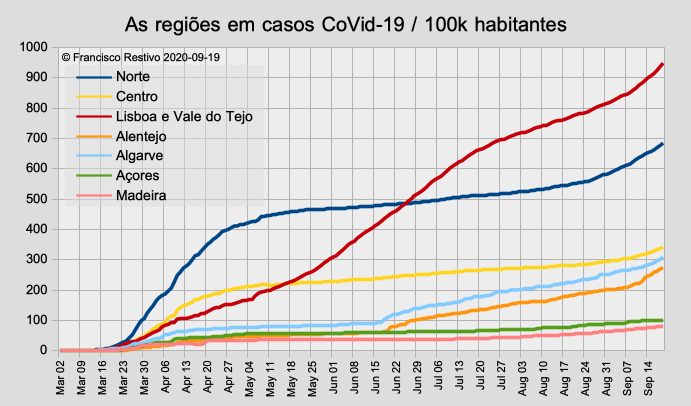 As regiões em casos CoVid-19 / 100k habitantes
© Francisco Restivo 2020-09-19
Norte
Centro
Lisboa e Vale do Tejo
Alentejo
Algarve
Açores
Madeira
1000
900
800
700
600
500
400
300
200
100
0
Mar 02
Mar 09
Mar 16
Mar 23
Mar 30
Apr 06
Apr 13
Apr 20
Apr 27
May 04
May 11
May 18
May 25
Jun 01
Jun 08
Jun 15
Jun 22
Jun 29
Jul 06
Jul 13
Jul 20
Jul 27
Aug 03
Aug 10
Aug 17
Aug 24
Aug 31
Sep 07
Sep 14